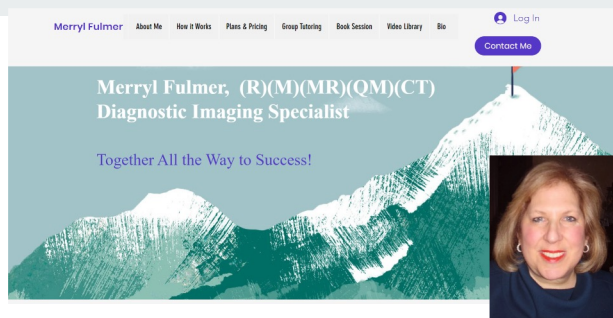 Merryl Fulmer
About Me How it Works Plans & Pricing Group Tutoring Book Session Video Library Bio
Log In
Contact Me
Merryl Fulmer, (R)(M)(MR)(QM)(CT)
Diagnostic Imaging Specialist
Together All the Way to Success!